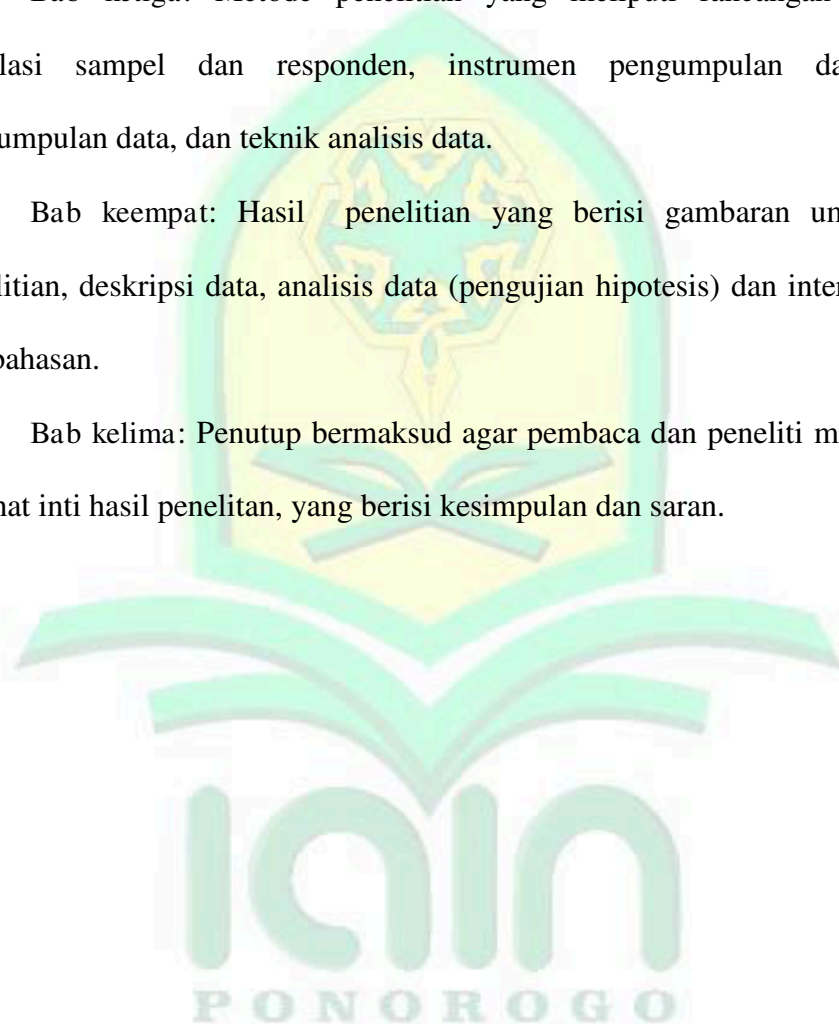 Bab ketiga: Metode penelitian yang meliputi rancangan
lasi sampel dan responden, instrumen pengumpulan da
umpulan data, dan teknik analisis data.
Bab keempat: Hasil penelitian yang berisi gambaran un
litian, deskripsi data, analisis data (pengujian hipotesis) dan inter
bahasan.
Bab kelima: Penutup bermaksud agar pembaca dan peneliti m
hat inti hasil penelitan, yang berisi kesimpulan dan saran.
iain
PONOROGO